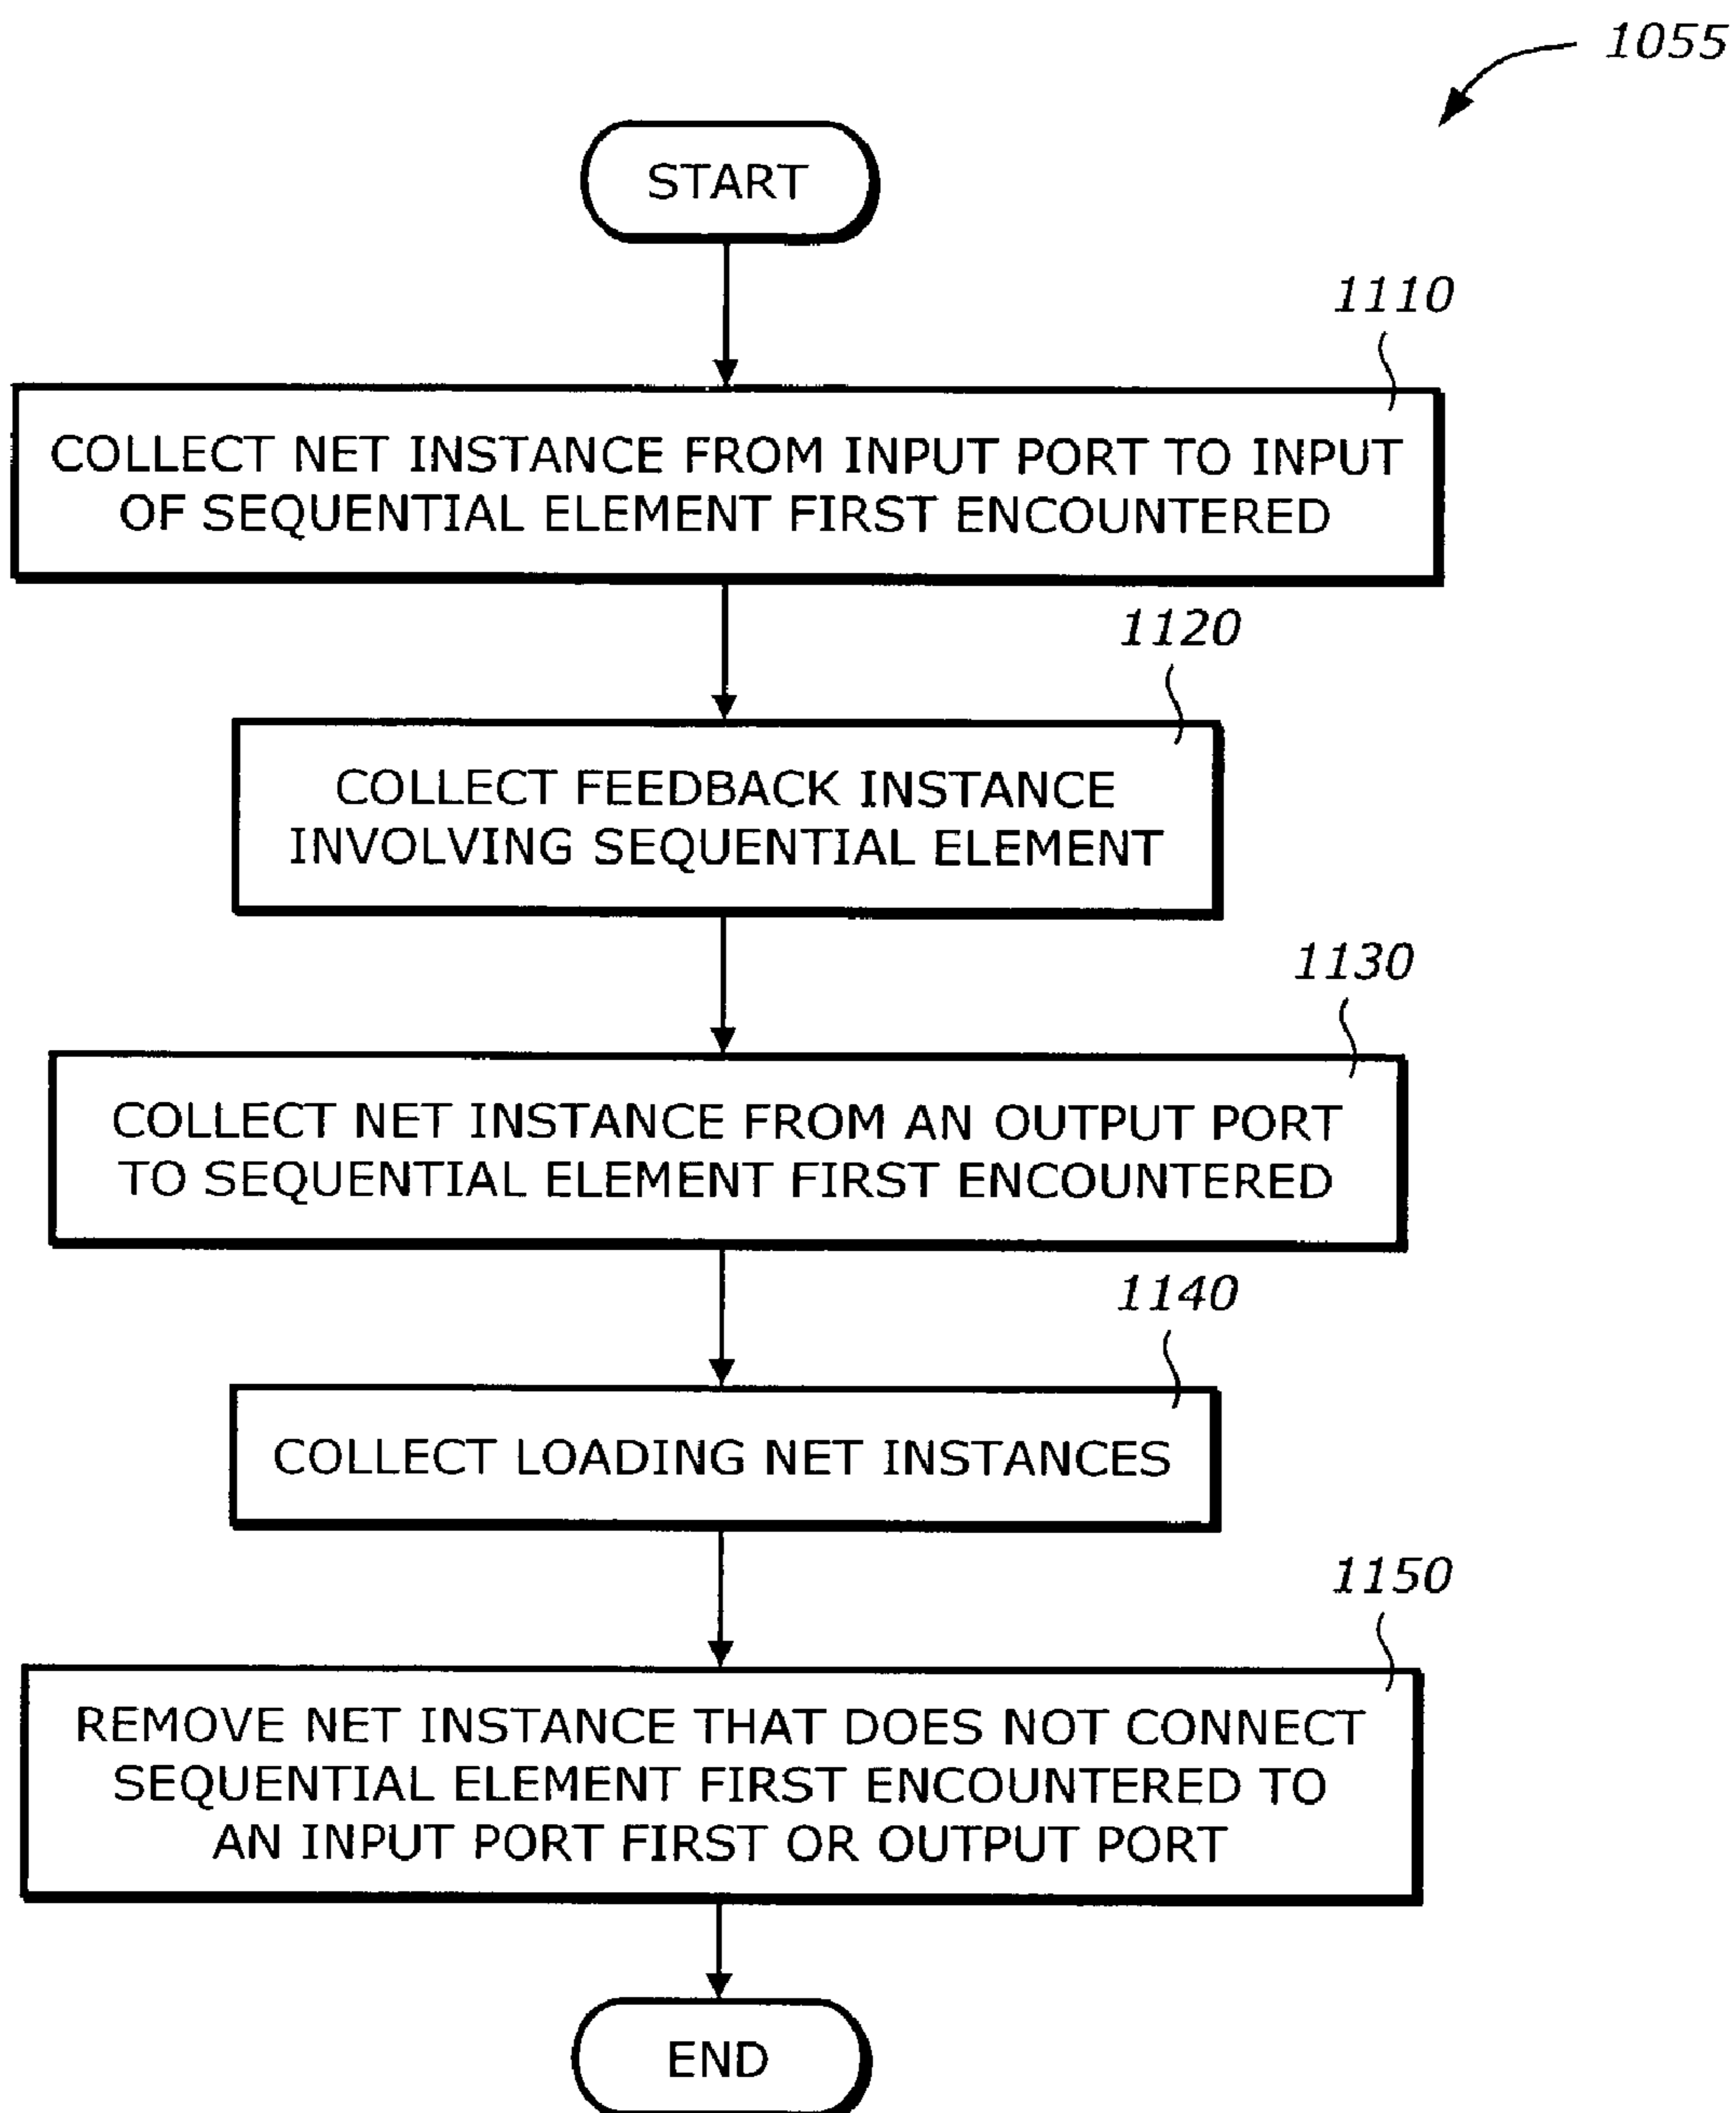 1055
START
1110
COLLECT NET INSTANCE FROM INPUT PORT TO INPUT
OF SEQUENTIAL ELEMENT FIRST ENCOUNTERED
1120
COLLECT FEEDBACK INSTANCE
INVOLVING SEQUENTIAL ELEMENT
1130
COLLECT NET INSTANCE FROM AN OUTPUT PORT
TO SEQUENTIAL ELEMENT FIRST ENCOUNTERED
1140
COLLECT LOADING NET INSTANCES
1150
REMOVE NET INSTANCE THAT DOES NOT CONNECT
SEQUENTIAL ELEMENT FIRST ENCOUNTERED TO
AN INPUT PORT FIRST OR OUTPUT PORT
END